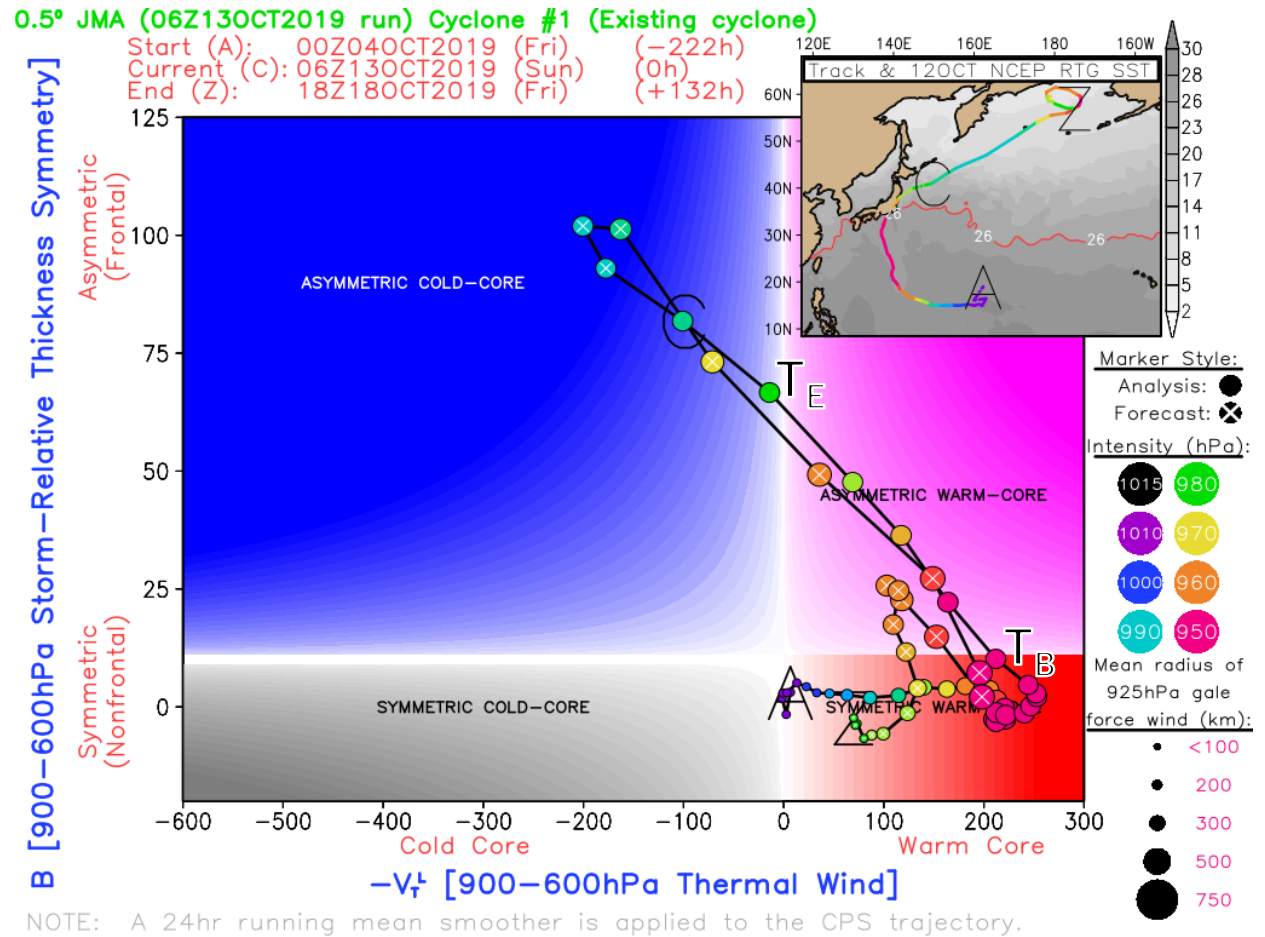 0.5º JMA (06Z13OCT2019 run) Cyclone #1 (Existing cyclone)
Start (A): 00Z04OCT2019 (Fri) (−222h)
Current (C): 06Z13OCT2019 (Sun) (0h)
End (Z): 18Z18OCT2019 (Fri) (+132h)
120E 140E 160E 180 160W
Track & 12OCT NCEP RTG SST
60N
50N
40N
30N
20N
10N
26
26
26
C
Z
A
30
28
26
23
20
17
14
11
8
5
2
B [900−600hPa Storm−Relative Thickness Symmetry]
Asymmetric
(Frontal)
Symmetric
(Nonfrontal)
125
100
75
50
25
0
ASYMMETRIC COLD−CORE
ASYMMETRIC WARM−CORE
SYMMETRIC COLD−CORE
SYMMETRIC WARM
C
TE
TB
A
Z
Marker Style:
Analysis:
Forecast:
Intensity (hPa):
1015 980
1010 970
1000 960
990 950
Mean radius of
925hPa gale
force wind (km):
<100
200
300
500
750
−600 −500 −400 −300 −200 −100 0 100 200 300
Cold Core Warm Core
−VTL [900−600hPa Thermal Wind]
NOTE: A 24hr running mean smoother is applied to the CPS trajectory.